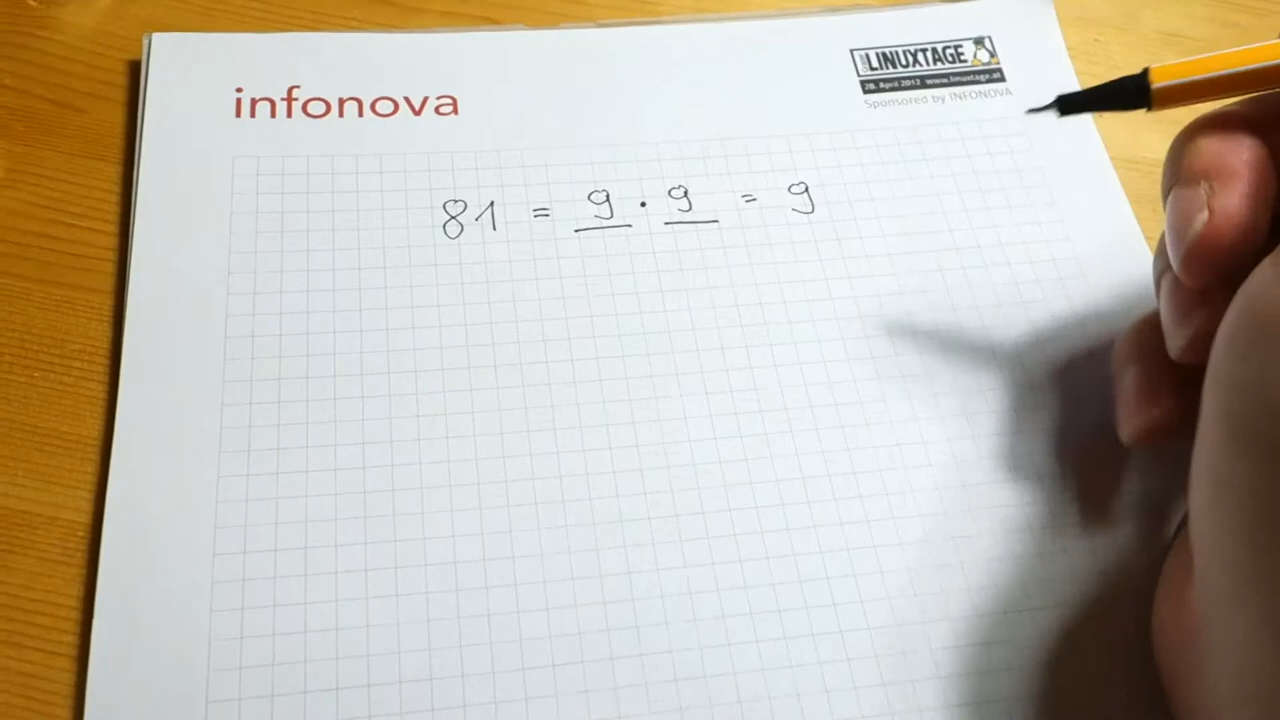 LINUXTAGE
28. April 2012 www.linuxtage.at
Sponsored by INFONOVA
infonova
81 = 9 · 9 = 9